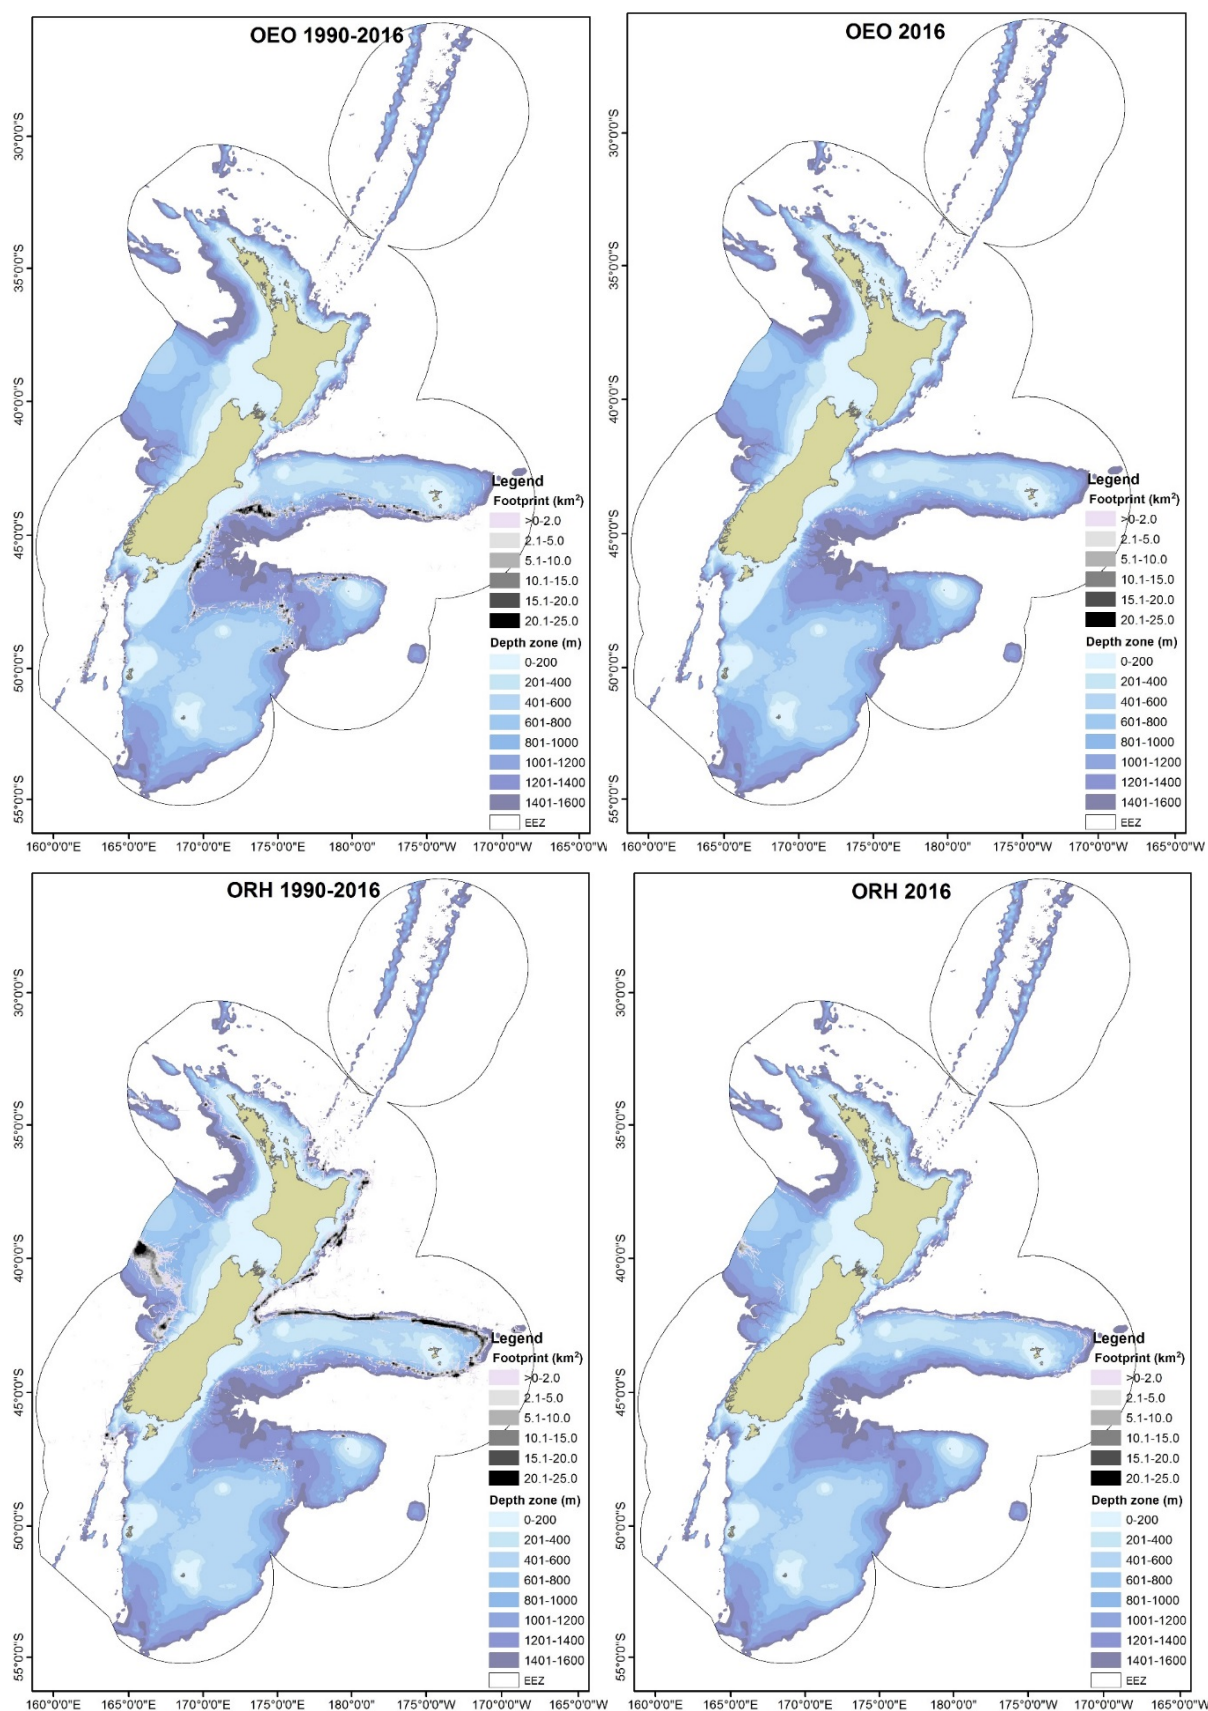 OEO 1990-2016
30°0'0"S
35°0'0"S
40°0'0"S
45°0'0"S
50°0'0"S
55°0'0"S
Legend
Footprint (km²)
>0-2.0
2.1-5.0
5.1-10.0
10.1-15.0
15.1-20.0
20.1-25.0
Depth zone (m)
0-200
201-400
401-600
601-800
801-1000
1001-1200
1201-1400
1401-1600
EEZ
160°0'0"E 165°0'0"E 170°0'0"E 175°0'0"E 180°0'0" 175°0'0"W 170°0'0"W 165°0'0"W
OEO 2016
30°0'0"S
35°0'0"S
40°0'0"S
45°0'0"S
50°0'0"S
55°0'0"S
Legend
Footprint (km²)
>0-2.0
2.1-5.0
5.1-10.0
10.1-15.0
15.1-20.0
20.1-25.0
Depth zone (m)
0-200
201-400
401-600
601-800
801-1000
1001-1200
1201-1400
1401-1600
EEZ
160°0'0"E 165°0'0"E 170°0'0"E 175°0'0"E 180°0'0" 175°0'0"W 170°0'0"W 165°0'0"W
ORH 1990-2016
30°0'0"S
35°0'0"S
40°0'0"S
45°0'0"S
50°0'0"S
55°0'0"S
Legend
Footprint (km²)
>0-2.0
2.1-5.0
5.1-10.0
10.1-15.0
15.1-20.0
20.1-25.0
Depth zone (m)
0-200
201-400
401-600
601-800
801-1000
1001-1200
1201-1400
1401-1600
EEZ
160°0'0"E 165°0'0"E 170°0'0"E 175°0'0"E 180°0'0" 175°0'0"W 170°0'0"W 165°0'0"W
ORH 2016
30°0'0"S
35°0'0"S
40°0'0"S
45°0'0"S
50°0'0"S
55°0'0"S
Legend
Footprint (km²)
>0-2.0
2.1-5.0
5.1-10.0
10.1-15.0
15.1-20.0
20.1-25.0
Depth zone (m)
0-200
201-400
401-600
601-800
801-1000
1001-1200
1201-1400
1401-1600
EEZ
160°0'0"E 165°0'0"E 170°0'0"E 175°0'0"E 180°0'0" 175°0'0"W 170°0'0"W 165°0'0"W